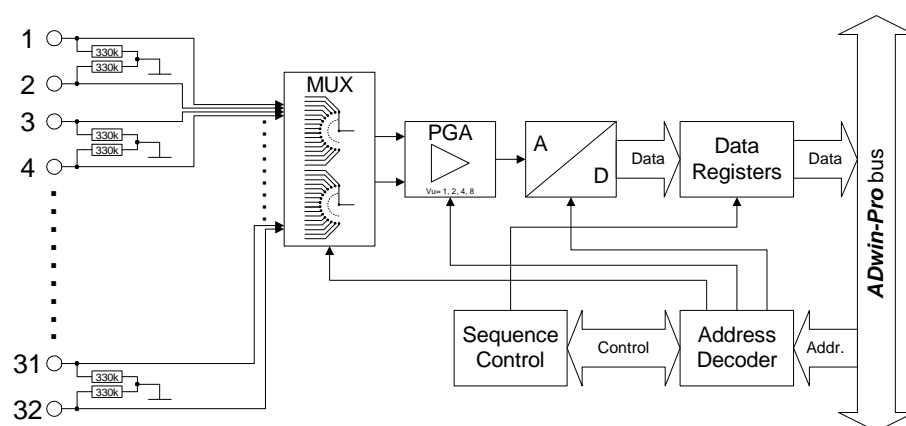 1
330k
330k
2
3
330k
330k
4
31
330k
330k
32
MUX
PGA
Vu= 1, 2, 4, 8
A
D
Data
Data
Registers
Data
Sequence
Control
Control
Address
Decoder
Addr.
ADwin-Pro bus